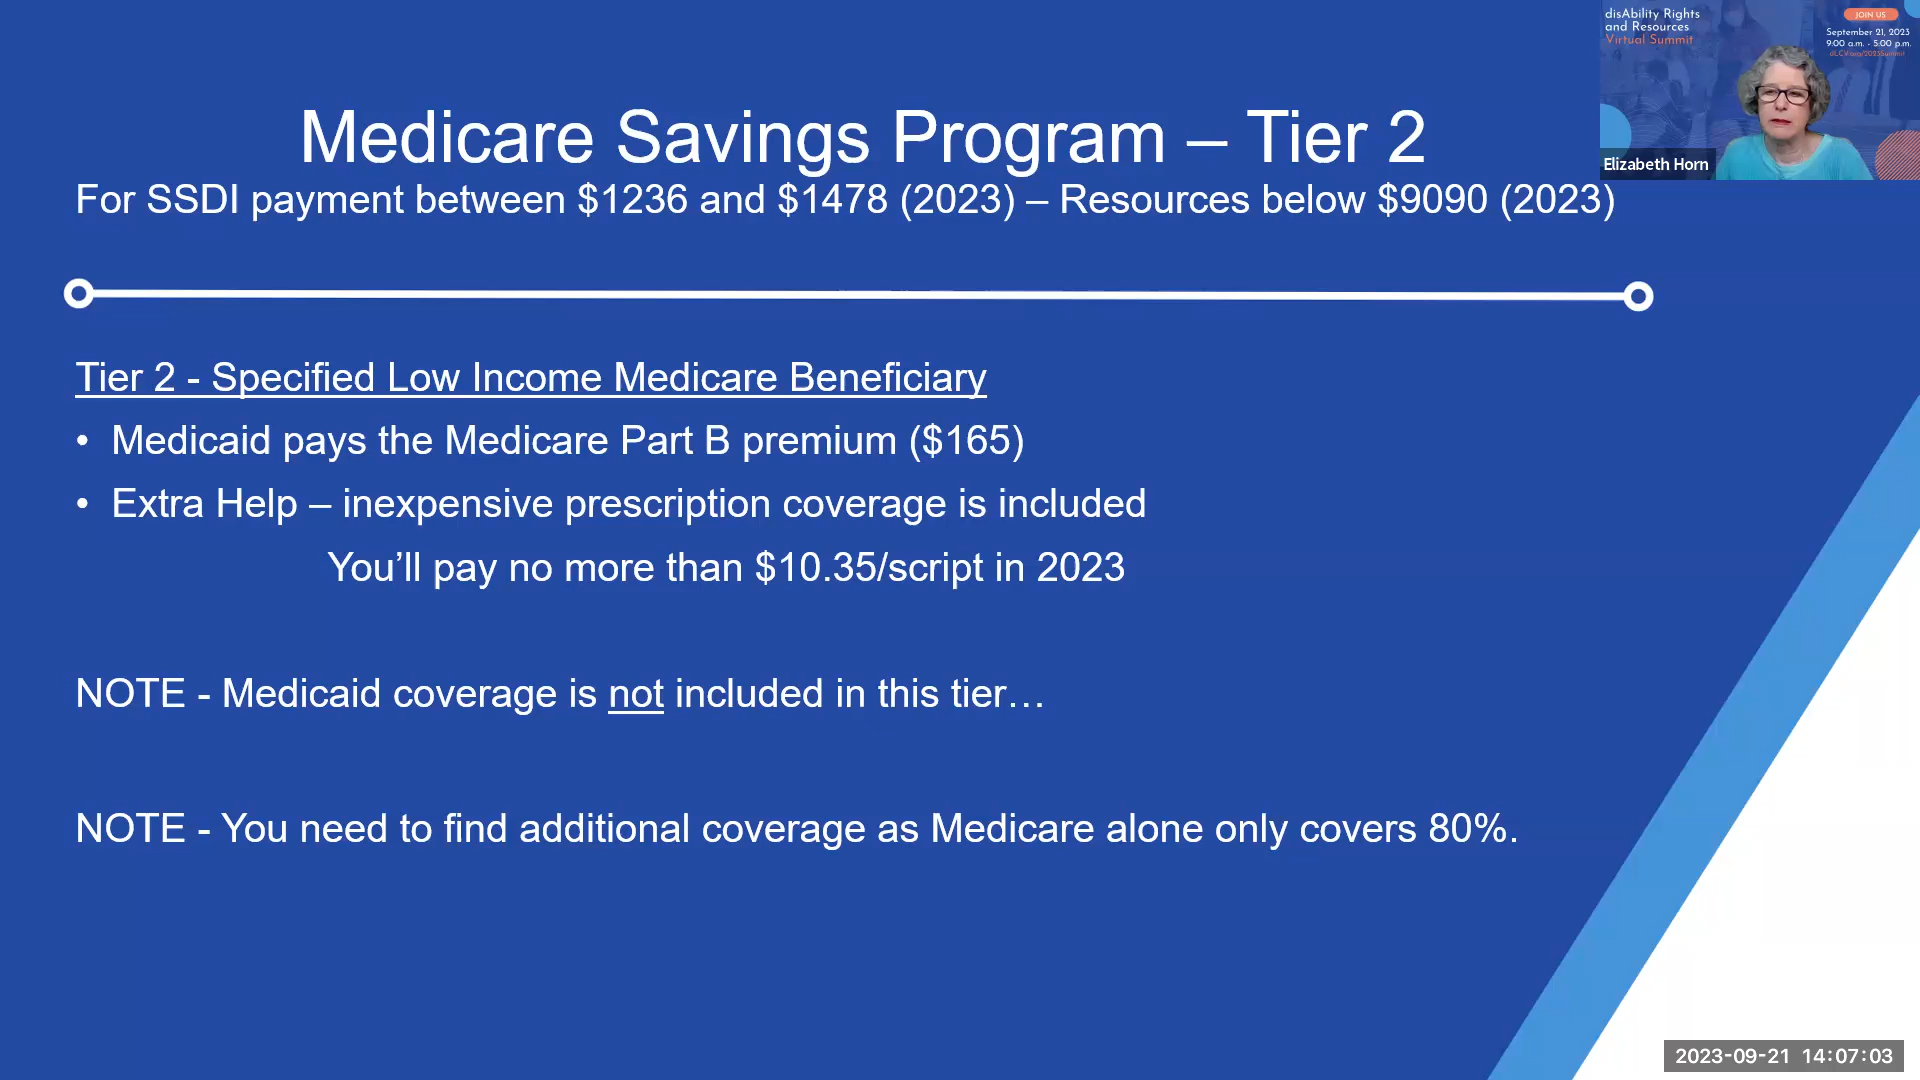 Medicare Savings Program – Tier 2
For SSDI payment between $1236 and $1478 (2023) – Resources below $9090 (2023)
Tier 2 - Specified Low Income Medicare Beneficiary
• Medicaid pays the Medicare Part B premium ($165)
• Extra Help – inexpensive prescription coverage is included
You’ll pay no more than $10.35/script in 2023
NOTE - Medicaid coverage is not included in this tier…
NOTE - You need to find additional coverage as Medicare alone only covers 80%.
disAbility Rights
and Resources
Virtual Summit
JOIN US
September 21, 2023
9:00 a.m. - 5:00 p.m.
Elizabeth Horn
2023-09-21 14:07:03